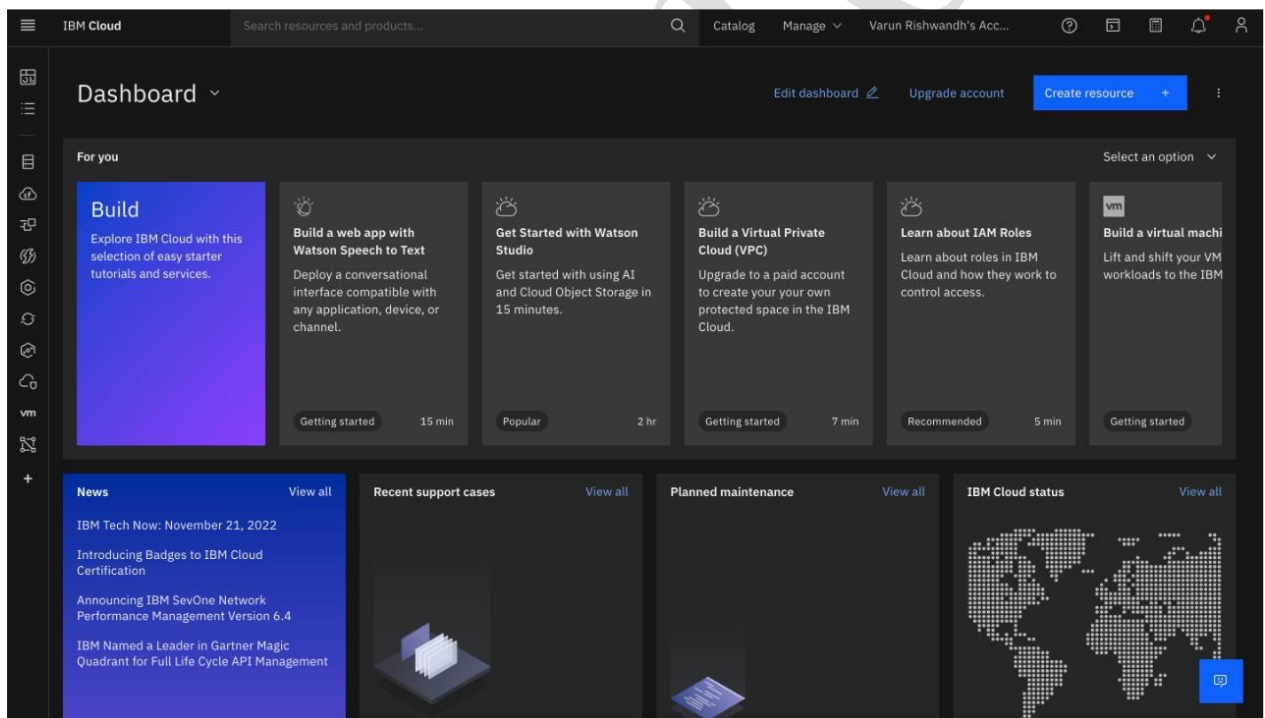 IBM Cloud
Search resources and products...
Catalog
Manage
Varun Rishwandh's Acc...
Dashboard
Edit dashboard
Upgrade account
Create resource +
For you
Select an option
Build
Explore IBM Cloud with this
selection of easy starter
tutorials and services.
Build a web app with
Watson Speech to Text
Deploy a conversational
interface compatible with
any application, device, or
channel.
Getting started
15 min
Get Started with Watson
Studio
Get started with using AI
and Cloud Object Storage in
15 minutes.
Popular
2 hr
Build a Virtual Private
Cloud (VPC)
Upgrade to a paid account
to create your your own
protected space in the IBM
Cloud.
Getting started
7 min
Learn about IAM Roles
Learn about roles in IBM
Cloud and how they work to
control access.
Recommended
5 min
vm
Build a virtual machi
Lift and shift your VM
workloads to the IBM
Getting started
vm
News
View all
IBM Tech Now: November 21, 2022
Introducing Badges to IBM Cloud
Certification
Announcing IBM SevOne Network
Performance Management Version 6.4
IBM Named a Leader in Gartner Magic
Quadrant for Full Life Cycle API Management
Recent support cases
View all
Planned maintenance
View all
IBM Cloud status
View all